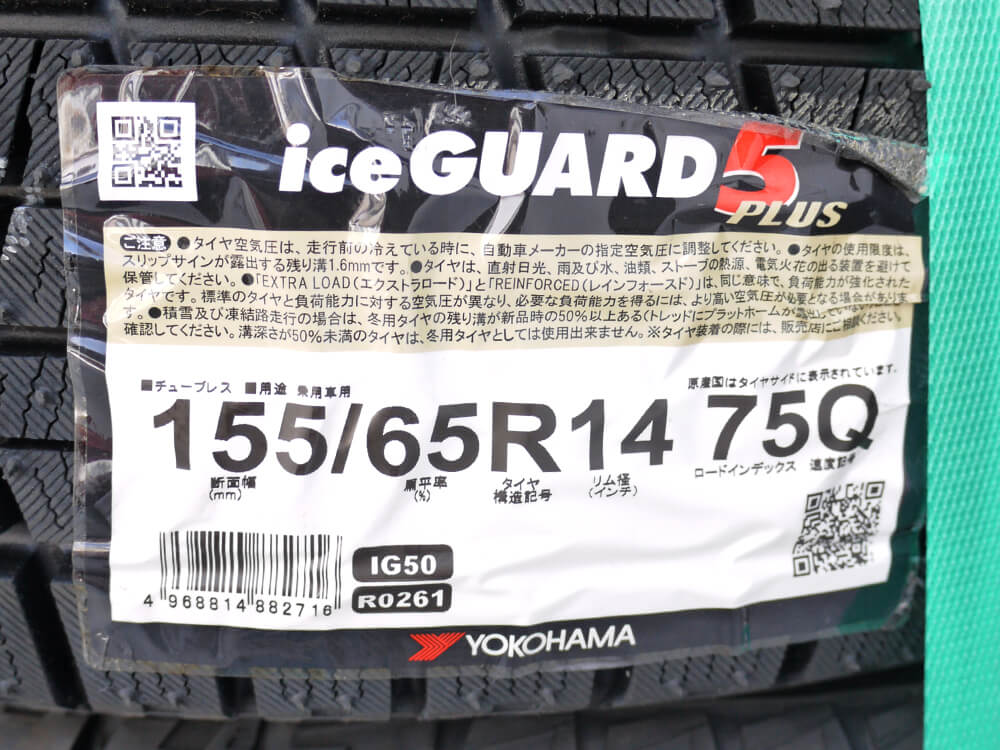 iceGUARD 5
PLUS
ご注意 ●タイヤ空気圧は、走行前の冷えている時に、自動車メーカーの指定空気圧に調整してください。●タイヤの使用限度は、
スリップサインが露出する残り溝1.6mmです。●タイヤは、直射日光、雨及び水、油類、ストーブの熱源、電気火花の出る装置を避けて
保管してください。●「EXTRA LOAD(エクストラロード)」と「REINFORCED(レインフォースド)」は、同じ意味で、負荷能力が強化された
タイヤです。標準のタイヤと負荷能力に対する空気圧が異なり、必要な負荷能力を得るには、より高い空気圧が必要となる場合がありま
す。●積雪及び凍結路走行の場合は、冬用タイヤの残り溝が新品時の50%以上ある(トレッドにプラットホームが露出していない)
確認してください。溝深さが50%未満のタイヤは、冬用タイヤとしては使用出来ません。※タイヤ装着の際には、販売店にご相談ください。
■チューブレス ■用途 乗用車用
原産国はタイヤサイドに表示されています。
155/65R14 75Q
断面幅
(mm)
扁平率
(%)
タイヤ
構造記号
リム径
(インチ)
ロードインデックス 速度記号
4 968814 882716
IG50
R0261
YOKOHAMA